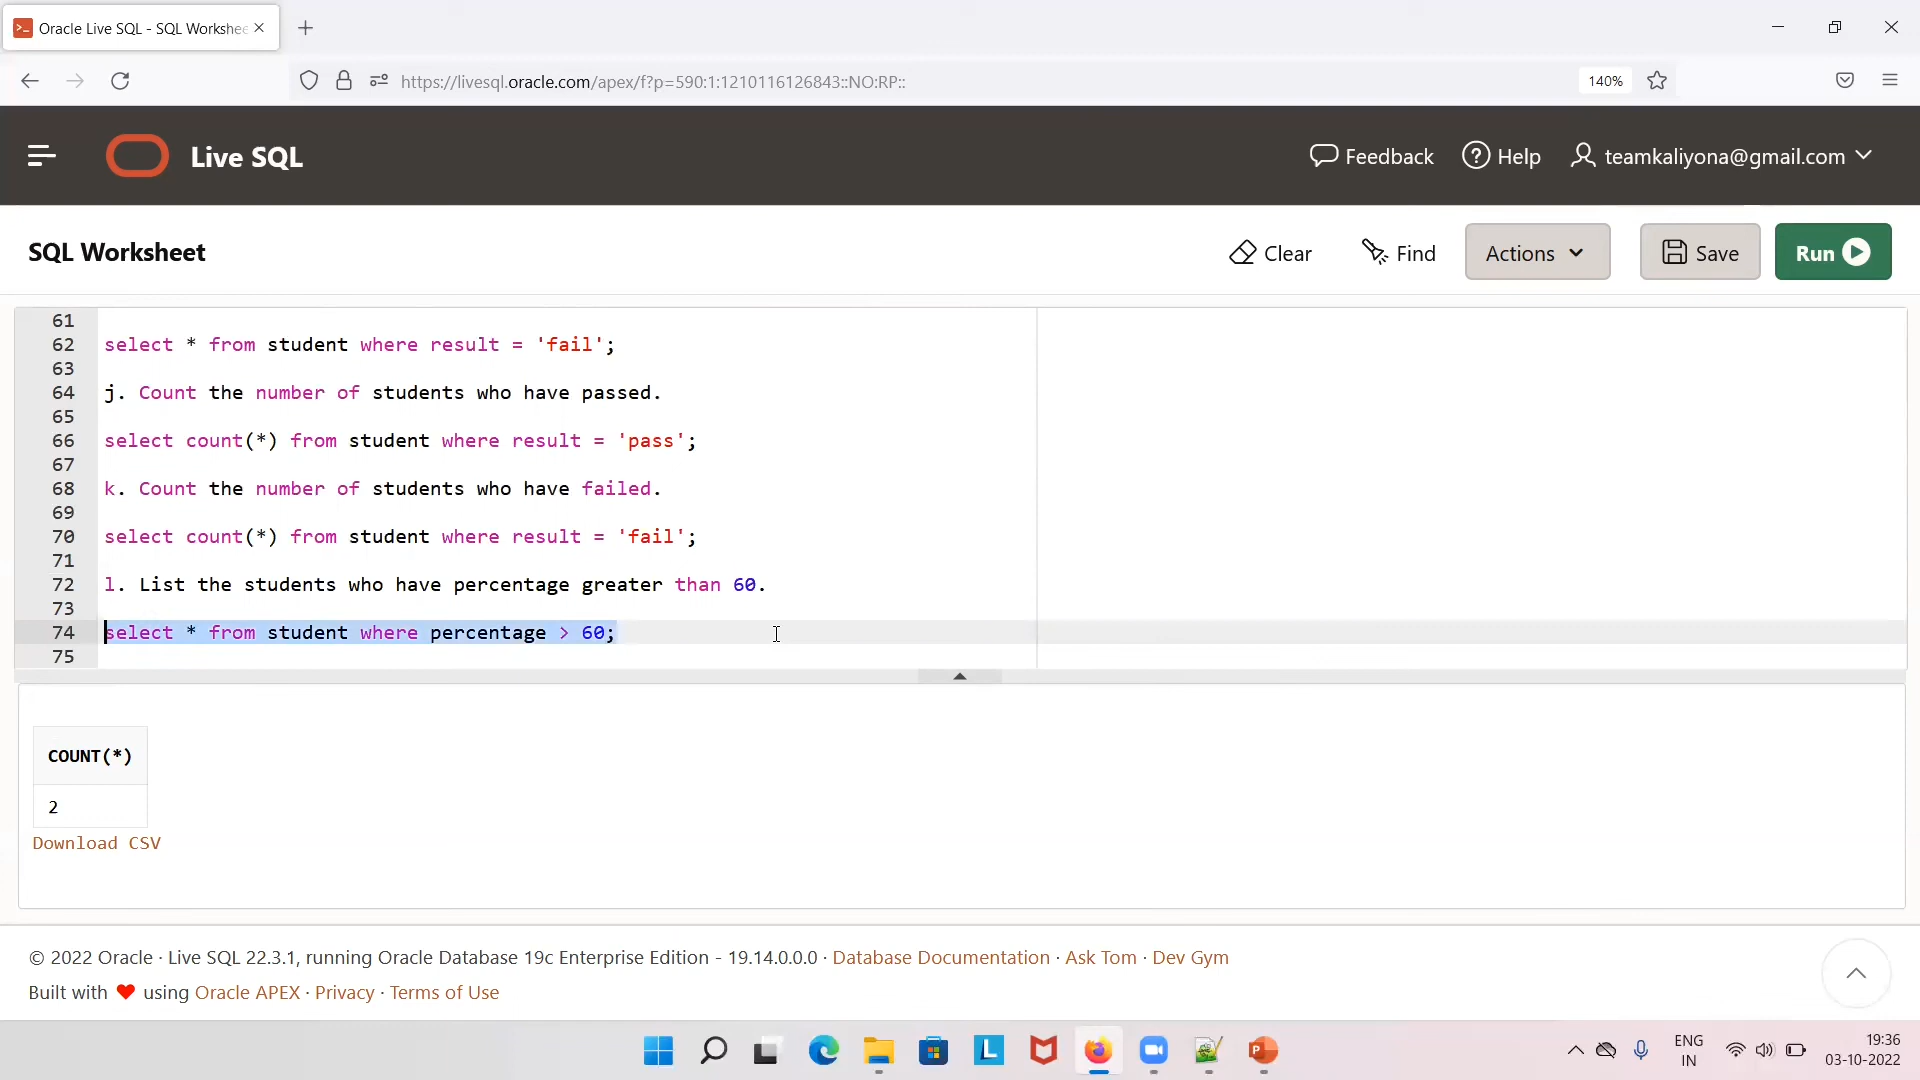 Oracle Live SQL - SQL Workshee
https://livesql.oracle.com/apex/f?p=590:1:1210116126843::NO:RP::
140%
Live SQL
Feedback
Help
teamkaliyona@gmail.com
SQL Worksheet
Clear
Find
Actions
Save
Run
61
62 select * from student where result = 'fail';
63
64 j. Count the number of students who have passed.
65
66 select count(*) from student where result = 'pass';
67
68 k. Count the number of students who have failed.
69
70 select count(*) from student where result = 'fail';
71
72 l. List the students who have percentage greater than 60.
73
74 select * from student where percentage > 60;
75
COUNT(*)
2
Download CSV
© 2022 Oracle · Live SQL 22.3.1, running Oracle Database 19c Enterprise Edition - 19.14.0.0.0 · Database Documentation · Ask Tom · Dev Gym
Built with ❤ using Oracle APEX · Privacy · Terms of Use
ENG
IN
19:36
03-10-2022